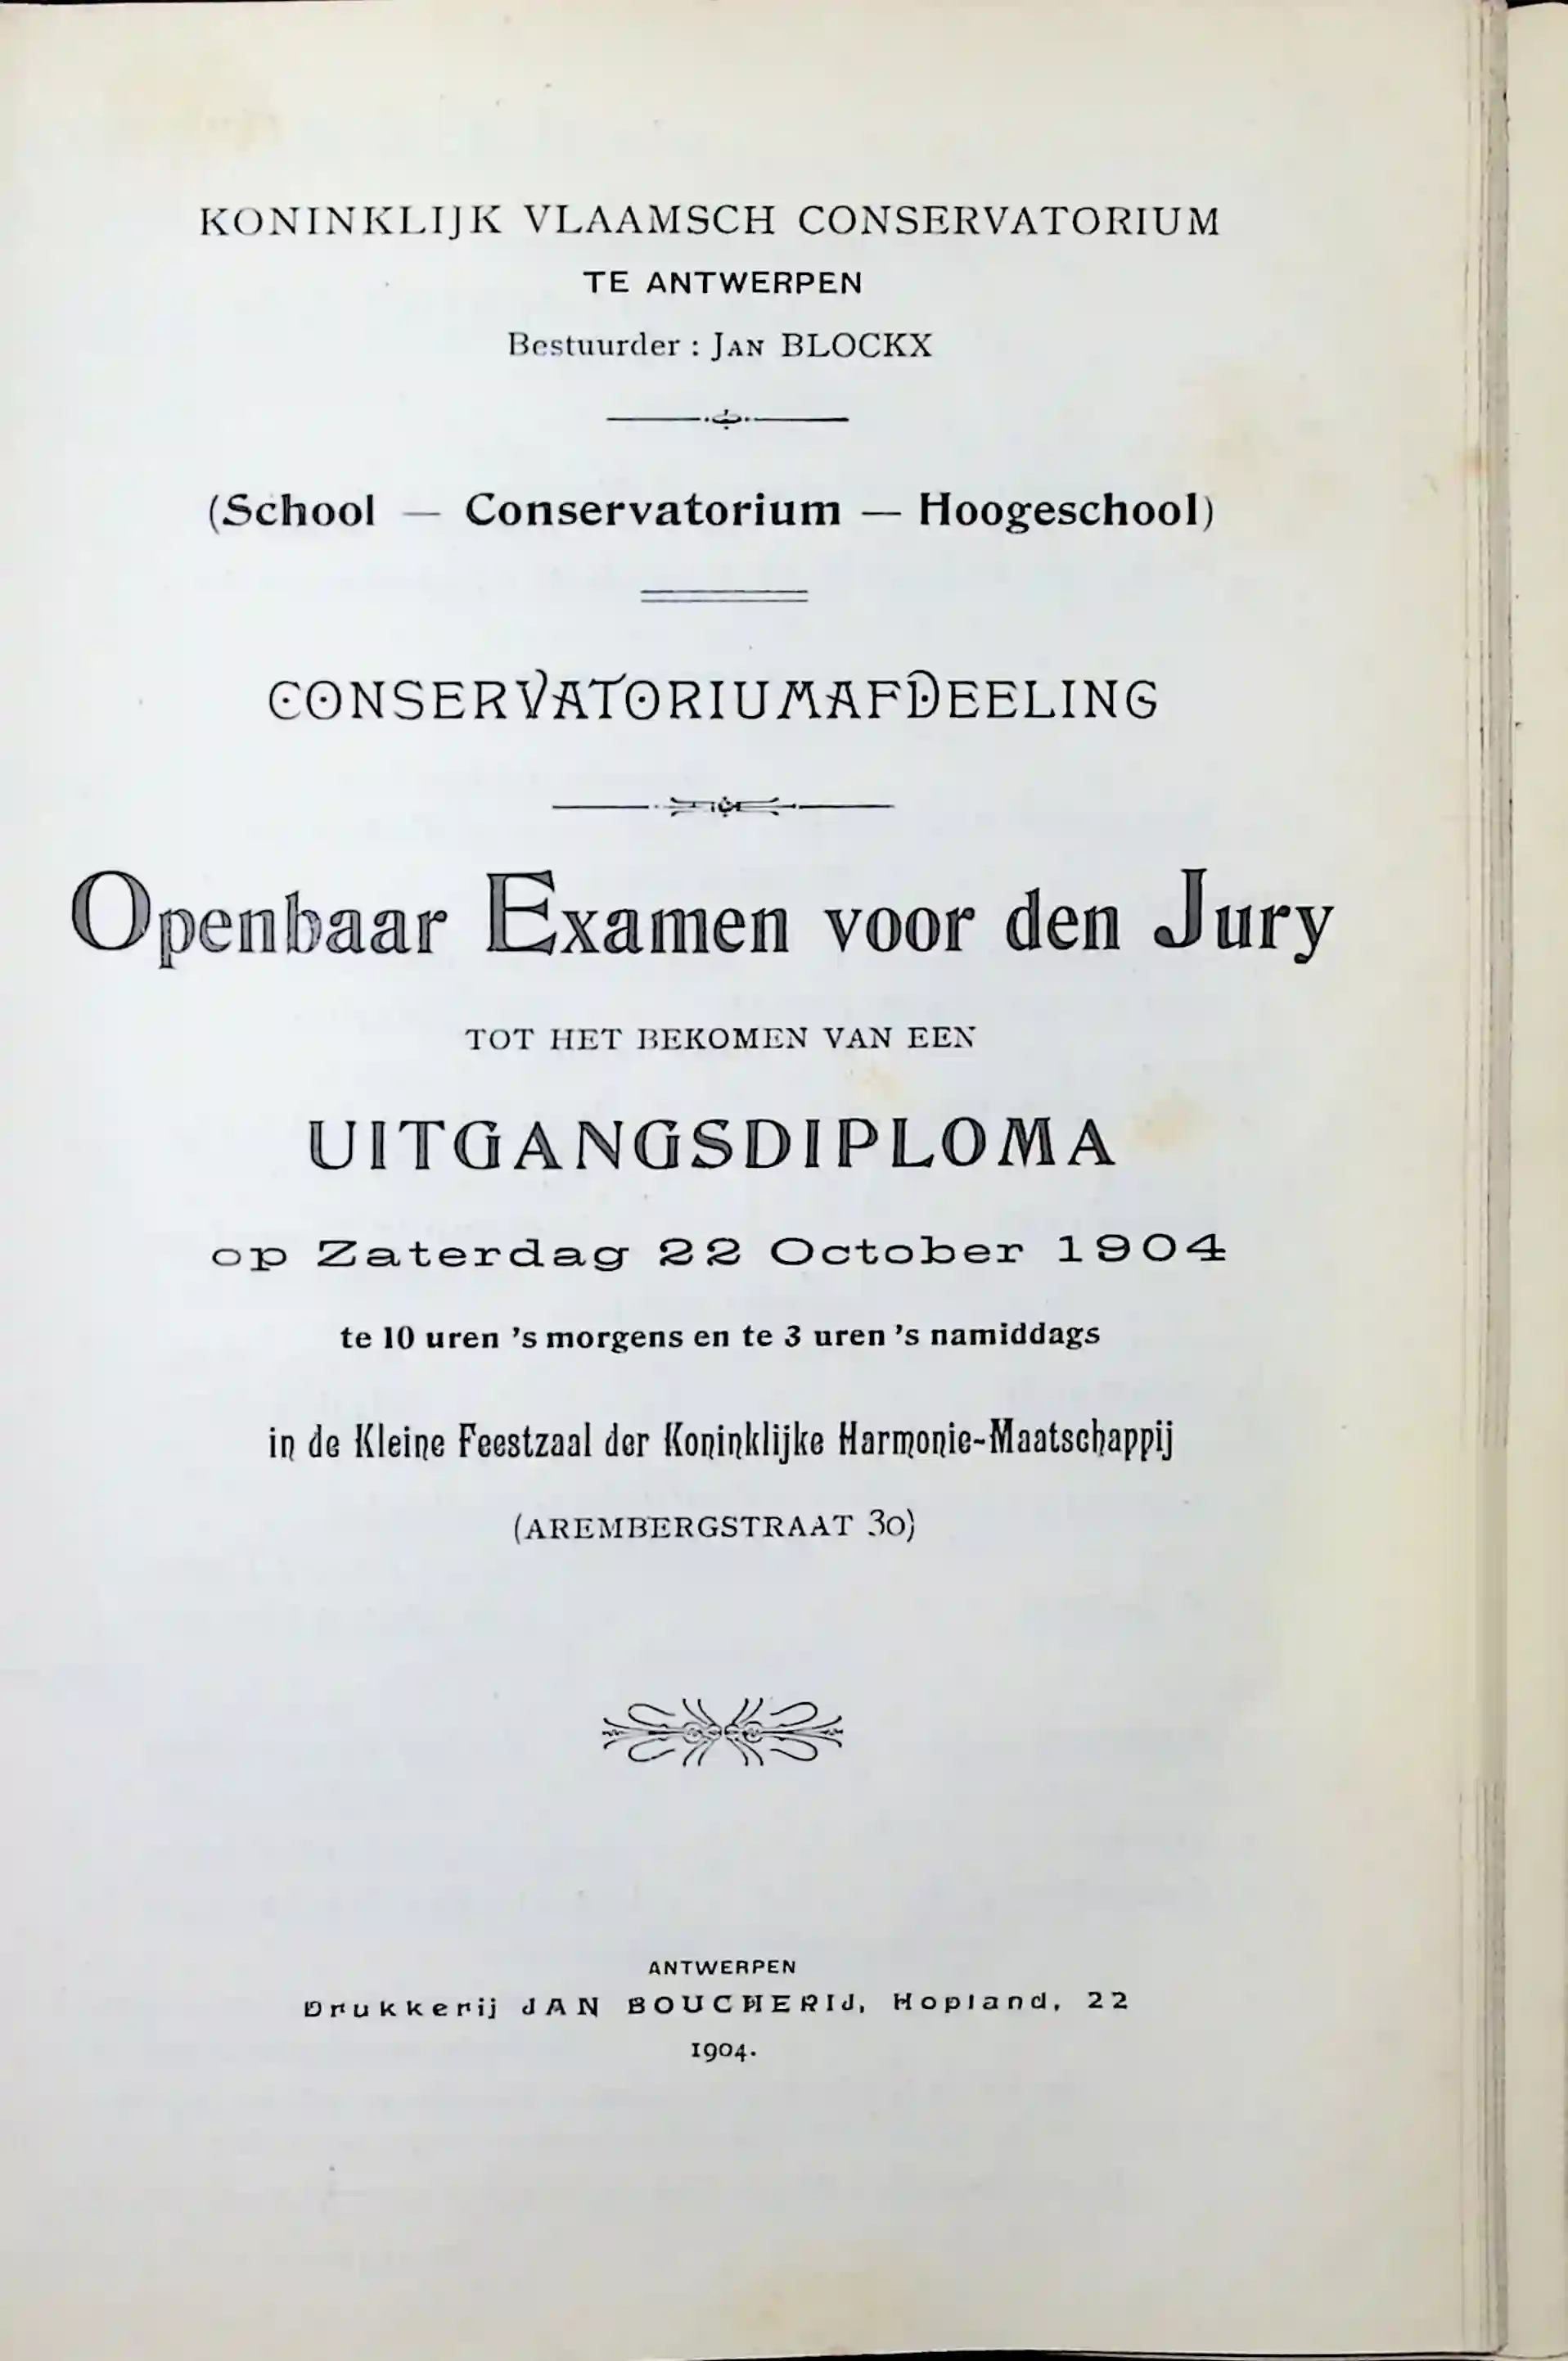 KONINKLIJK VLAAMSCH CONSERVATORIUM
TE ANTWERPEN
Bestuurder : JAN BLOCKX
(School — Conservatorium — Hoogeschool)
CONSERVATORIUMAFDEELING
Openbaar Examen voor den Jury
TOT HET BEKOMEN VAN EEN
UITGANGSDIPLOMA
op Zaterdag 22 October 1904
te 10 uren 's morgens en te 3 uren 's namiddags
in de Kleine Feestzaal der Koninklijke Harmonie-Maatschappij
(AREMBERGSTRAAT 30)
ANTWERPEN
Drukkerij JAN BOUCHERIJ, Hopland, 22
1904.